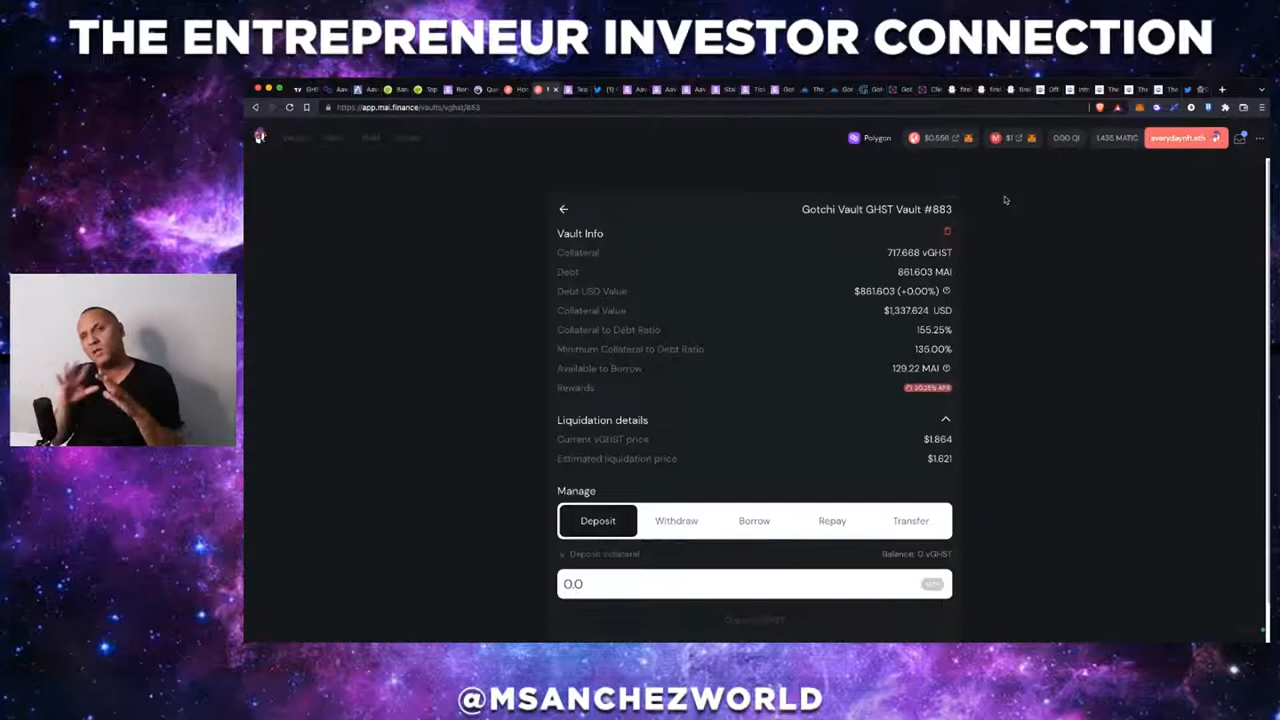 THE ENTREPRENEUR INVESTOR CONNECTION
https://app.mai.finance/vaults/vghst/883
Polygon $0.556 $1 0.00 QI 1.435 MATIC everydaynft.eth
Gotchi Vault GHST Vault #883
Vault Info
Collateral 717.668 vGHST
Debt 861.603 MAI
Debt USD Value $861.603 (+0.00%)
Collateral Value $1,337.624 USD
Collateral to Debt Ratio 155.25%
Minimum Collateral to Debt Ratio 135.00%
Available to Borrow 129.22 MAI
Rewards
Liquidation details
Current vGHST price $1.864
Estimated liquidation price $1.621
Manage
Deposit Withdraw Borrow Repay Transfer
Deposit collateral Balance: 0 vGHST
0.0
@MSANCHEZWORLD